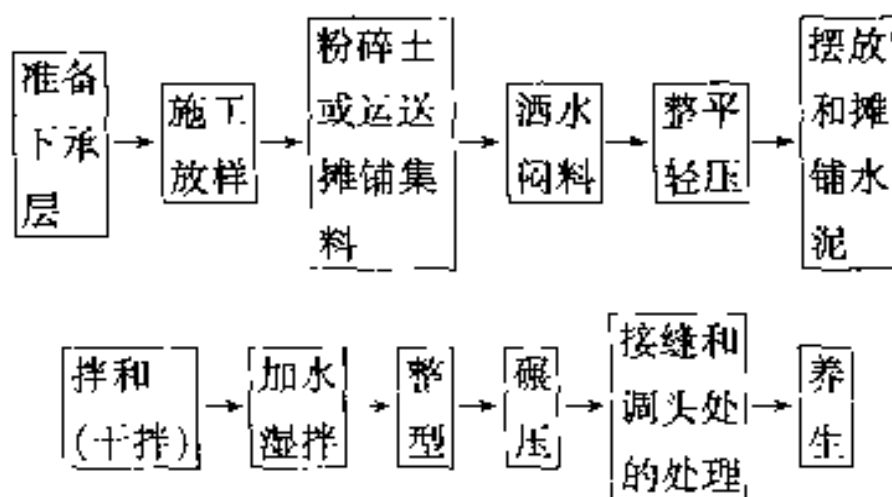 准备
下承
层
施工
放样
粉碎土
或运送
摊铺集
料
洒水
闷料
整平
轻压
摆放
和摊
铺水
泥
拌和
(干拌)
加水
湿拌
整
型
碾
压
接缝和
调头处
的处理
养
生